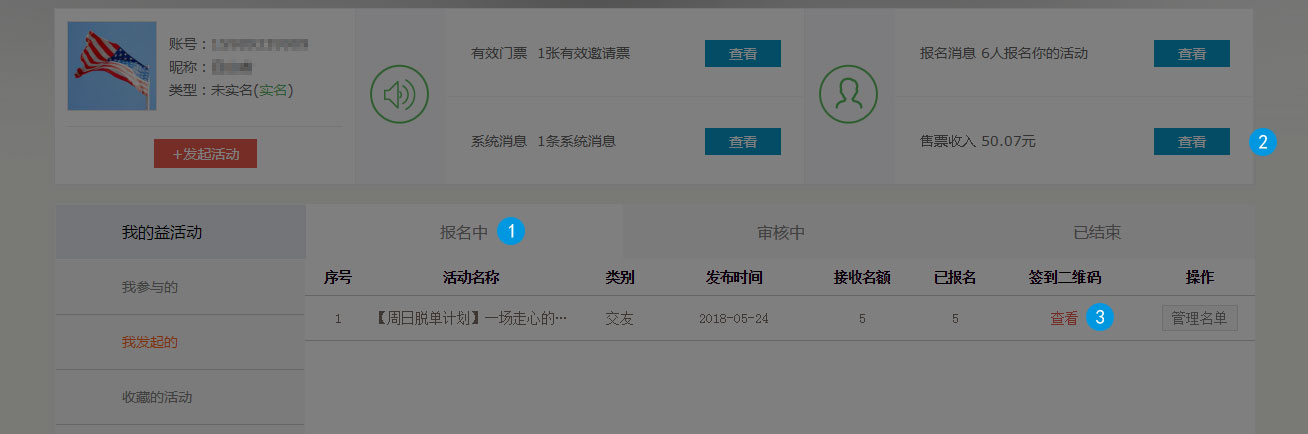 账号：
昵称：
类型：未实名(实名)
+发起活动
有效门票 1张有效邀请票 查看
系统消息 1条系统消息 查看
报名消息 6人报名你的活动 查看
售票收入 50.07元 查看 2
我的益活动
我参与的
我发起的
收藏的活动
报名中 1 审核中 已结束
序号 活动名称 类别 发布时间 接收名额 已报名 签到二维码 操作
1 【周日脱单计划】一场走心的… 交友 2018-05-24 5 5 查看 3 管理名单